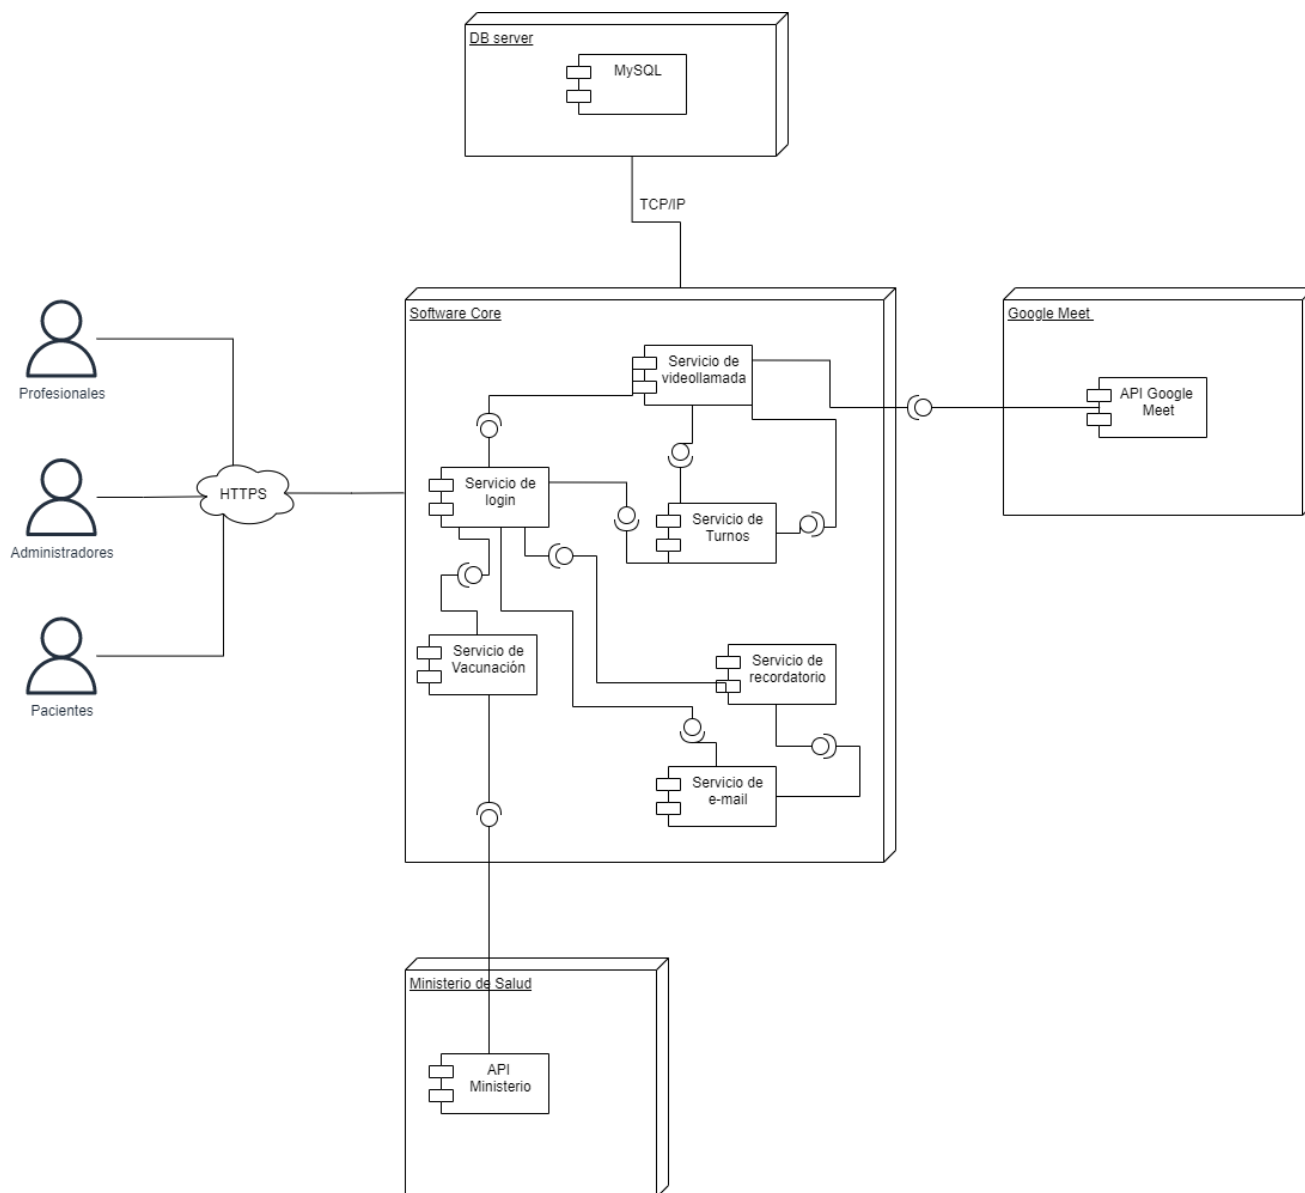 DB server
MySQL
TCP/IP
Software Core
Google Meet
Profesionales
Servicio de
videollamada
API Google
Meet
HTTPS
Servicio de
login
Servicio de
Turnos
Administradores
Servicio de
Vacunación
Servicio de
recordatorio
Pacientes
Servicio de
e-mail
Ministerio de Salud
API
Ministerio